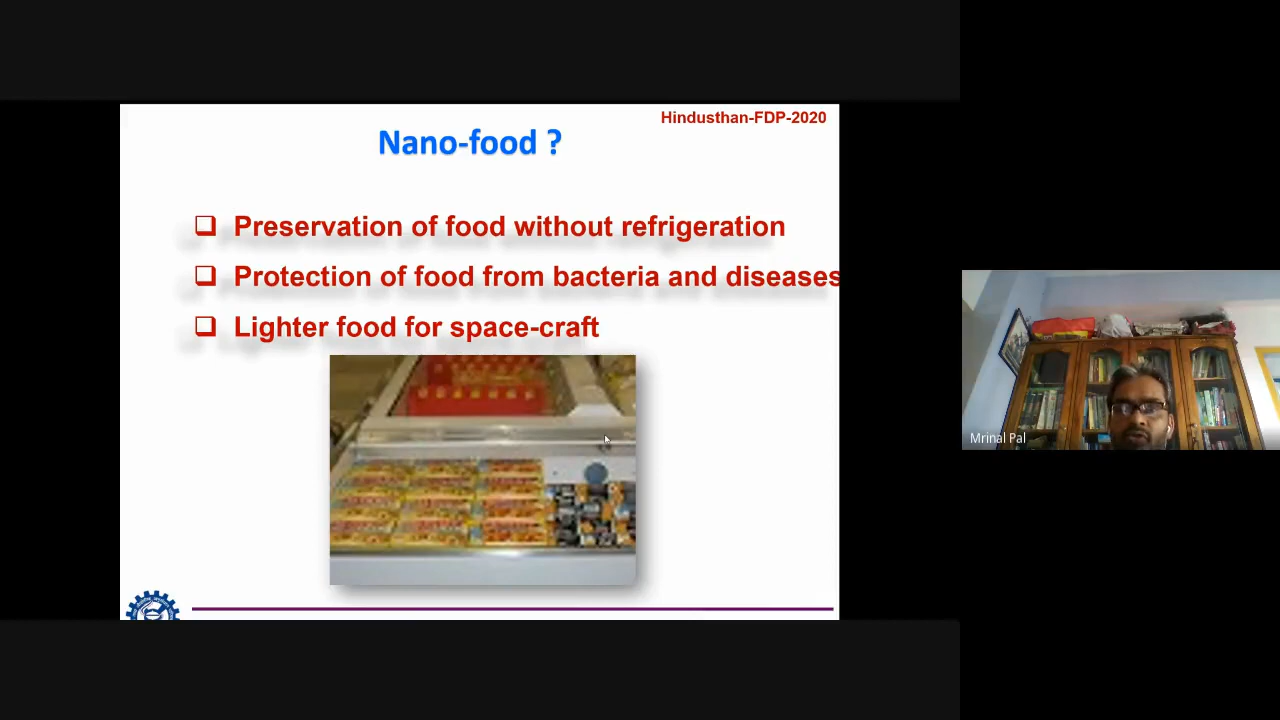 Hindusthan-FDP-2020
Nano-food ?
Preservation of food without refrigeration
Protection of food from bacteria and diseases
Lighter food for space-craft
Mrinal Pal